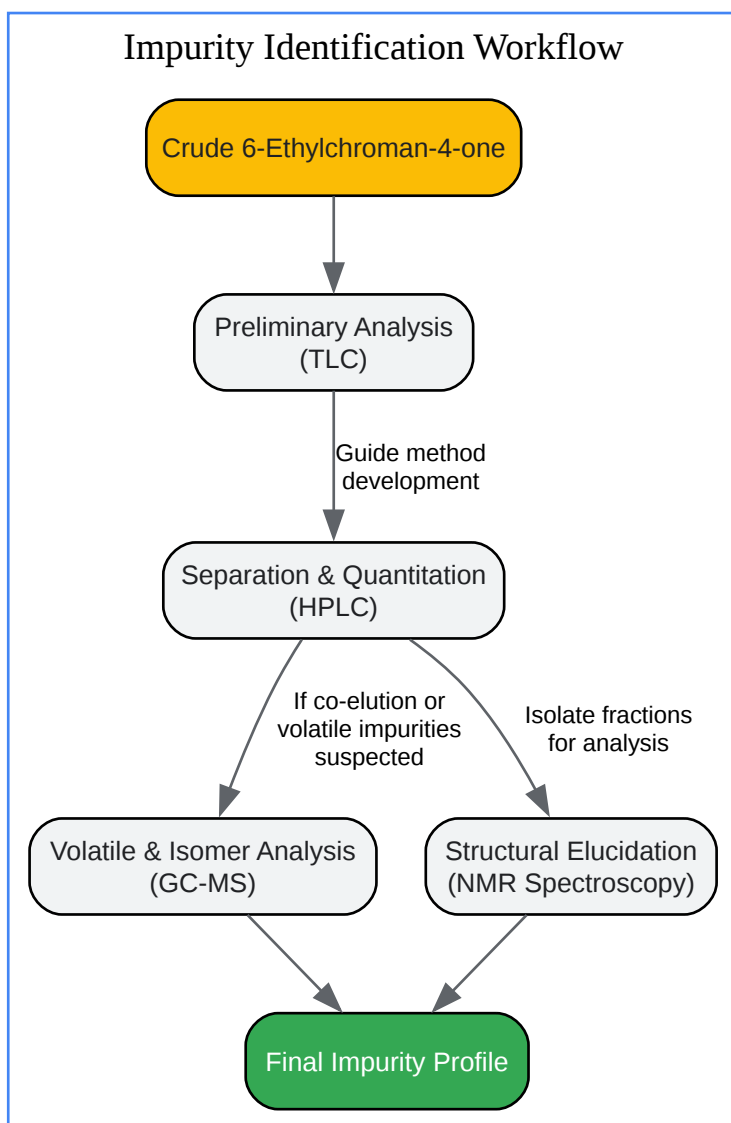 Impurity Identification Workflow
Crude 6-Ethylchroman-4-one
Preliminary Analysis
(TLC)
Guide method
development
Separation & Quantitation
(HPLC)
If co-elution or
volatile impurities
suspected
Isolate fractions
for analysis
Volatile & Isomer Analysis
(GC-MS)
Structural Elucidation
(NMR Spectroscopy)
Final Impurity Profile